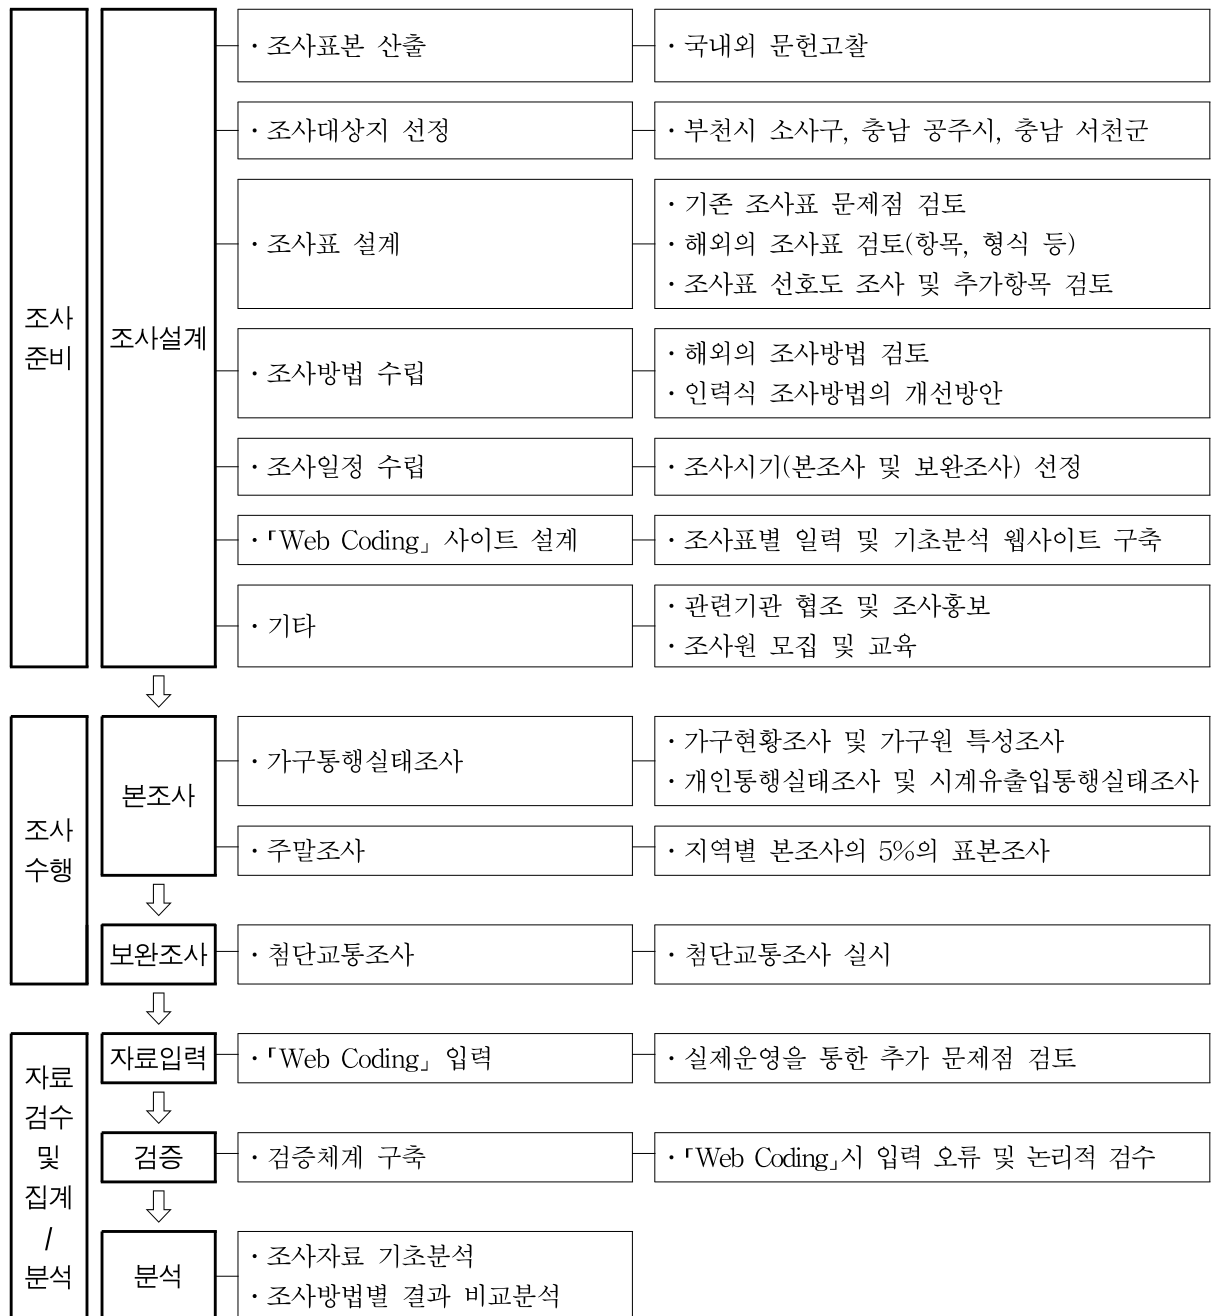 조사
준비
조사설계
· 조사표본 산출
· 국내외 문헌고찰
· 조사대상지 선정
· 부천시 소사구, 충남 공주시, 충남 서천군
· 조사표 설계
· 기존 조사표 문제점 검토
· 해외의 조사표 검토(항목, 형식 등)
· 조사표 선호도 조사 및 추가항목 검토
· 조사방법 수립
· 해외의 조사방법 검토
· 인력식 조사방법의 개선방안
· 조사일정 수립
· 조사시기(본조사 및 보완조사) 선정
· 「Web Coding」 사이트 설계
· 조사표별 일력 및 기초분석 웹사이트 구축
· 기타
· 관련기관 협조 및 조사홍보
· 조사원 모집 및 교육
조사
수행
본조사
· 가구통행실태조사
· 가구현황조사 및 가구원 특성조사
· 개인통행실태조사 및 시계유출입통행실태조사
· 주말조사
· 지역별 본조사의 5%의 표본조사
보완조사
· 첨단교통조사
· 첨단교통조사 실시
자료
검수
및
집계
/
분석
자료입력
· 「Web Coding」 입력
· 실제운영을 통한 추가 문제점 검토
검증
· 검증체계 구축
· 「Web Coding」시 입력 오류 및 논리적 검수
분석
· 조사자료 기초분석
· 조사방법별 결과 비교분석